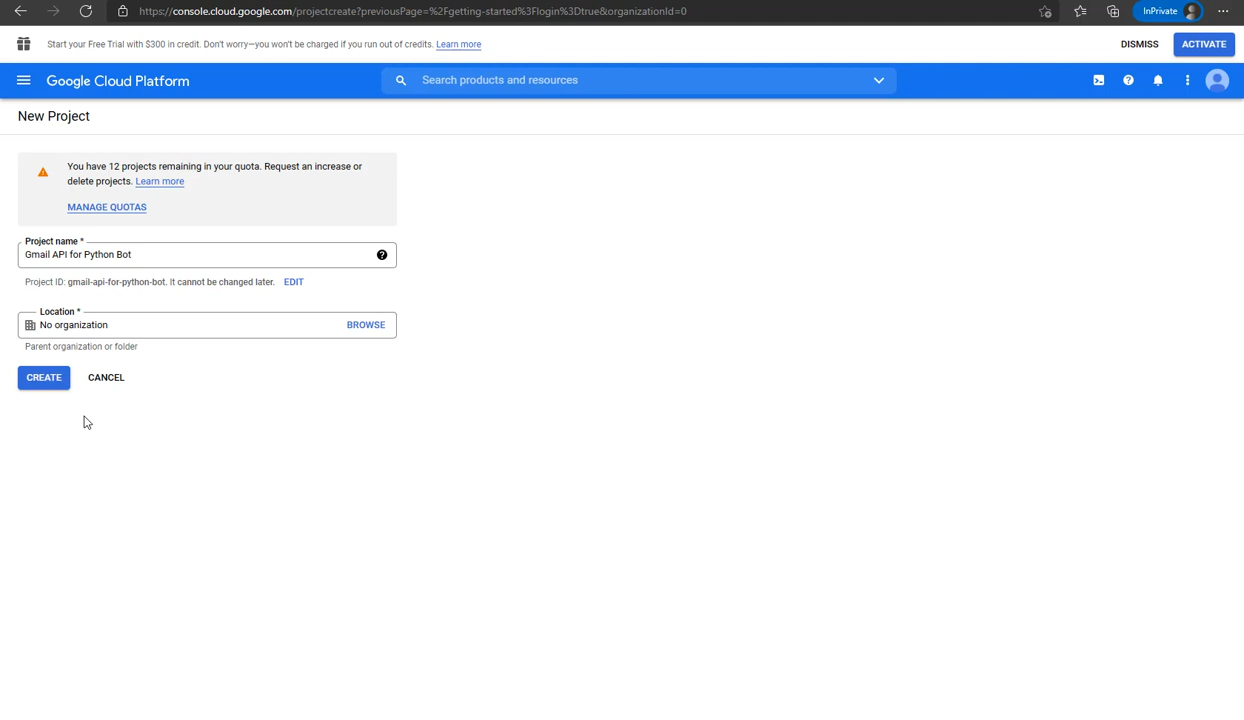 https://console.cloud.google.com/projectcreate?previousPage=%2Fgetting-started%3Flogin%3Dtrue&organizationId=0
InPrivate
Start your Free Trial with $300 in credit. Don't worry—you won't be charged if you run out of credits. Learn more
DISMISS
ACTIVATE
Google Cloud Platform
Search products and resources
New Project
You have 12 projects remaining in your quota. Request an increase or
delete projects. Learn more
MANAGE QUOTAS
Project name *
Gmail API for Python Bot
Project ID: gmail-api-for-python-bot. It cannot be changed later. EDIT
Location *
No organization
BROWSE
Parent organization or folder
CREATE
CANCEL